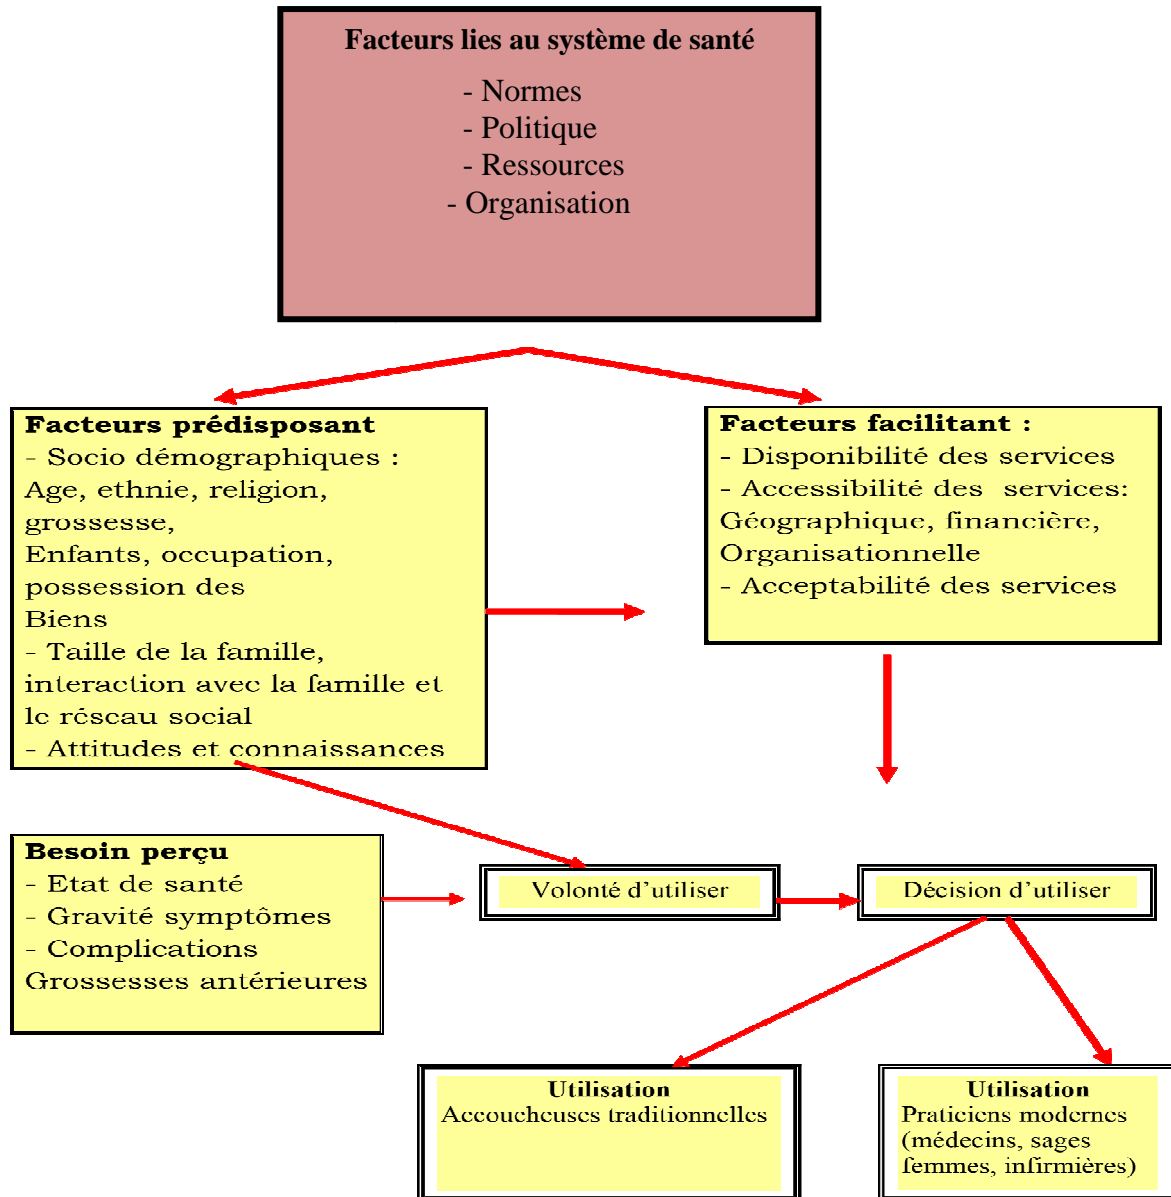 Facteurs lies au système de santé
- Normes
- Politique
- Ressources
- Organisation
Facteurs prédisposant
- Socio démographiques :
Age, ethnie, religion,
grossesse,
Enfants, occupation,
possession des
Biens
- Taille de la famille,
interaction avec la famille et
le réseau social
- Attitudes et connaissances
Facteurs facilitant :
- Disponibilité des services
- Accessibilité des services:
Géographique, financière,
Organisationnelle
- Acceptabilité des services
Besoin perçu
- Etat de santé
- Gravité symptômes
- Complications
Grossesses antérieures
Volonté d'utiliser
Décision d'utiliser
Utilisation
Accoucheuses traditionnelles
Utilisation
Praticiens modernes
(médecins, sages
femmes, infirmières)